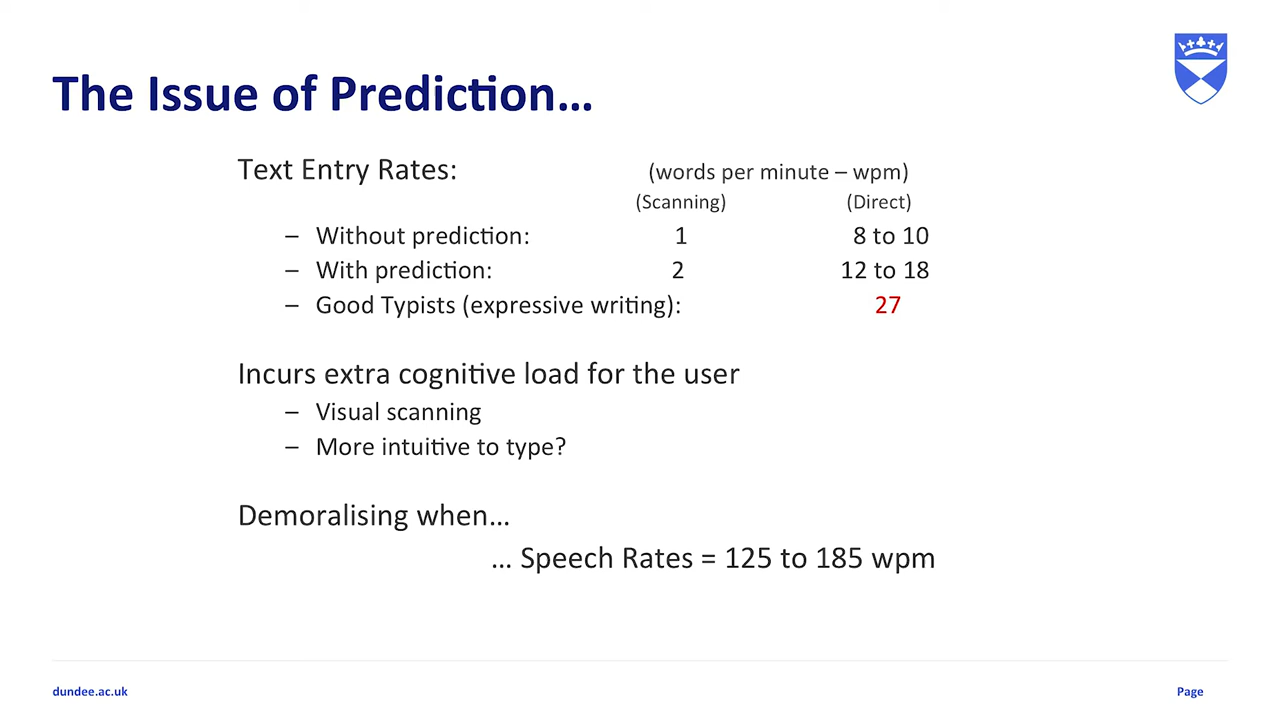 The Issue of Prediction…
Text Entry Rates: (words per minute – wpm)
(Scanning) (Direct)
– Without prediction: 1 8 to 10
– With prediction: 2 12 to 18
– Good Typists (expressive writing): 27
Incurs extra cognitive load for the user
– Visual scanning
– More intuitive to type?
Demoralising when…
… Speech Rates = 125 to 185 wpm
dundee.ac.uk Page